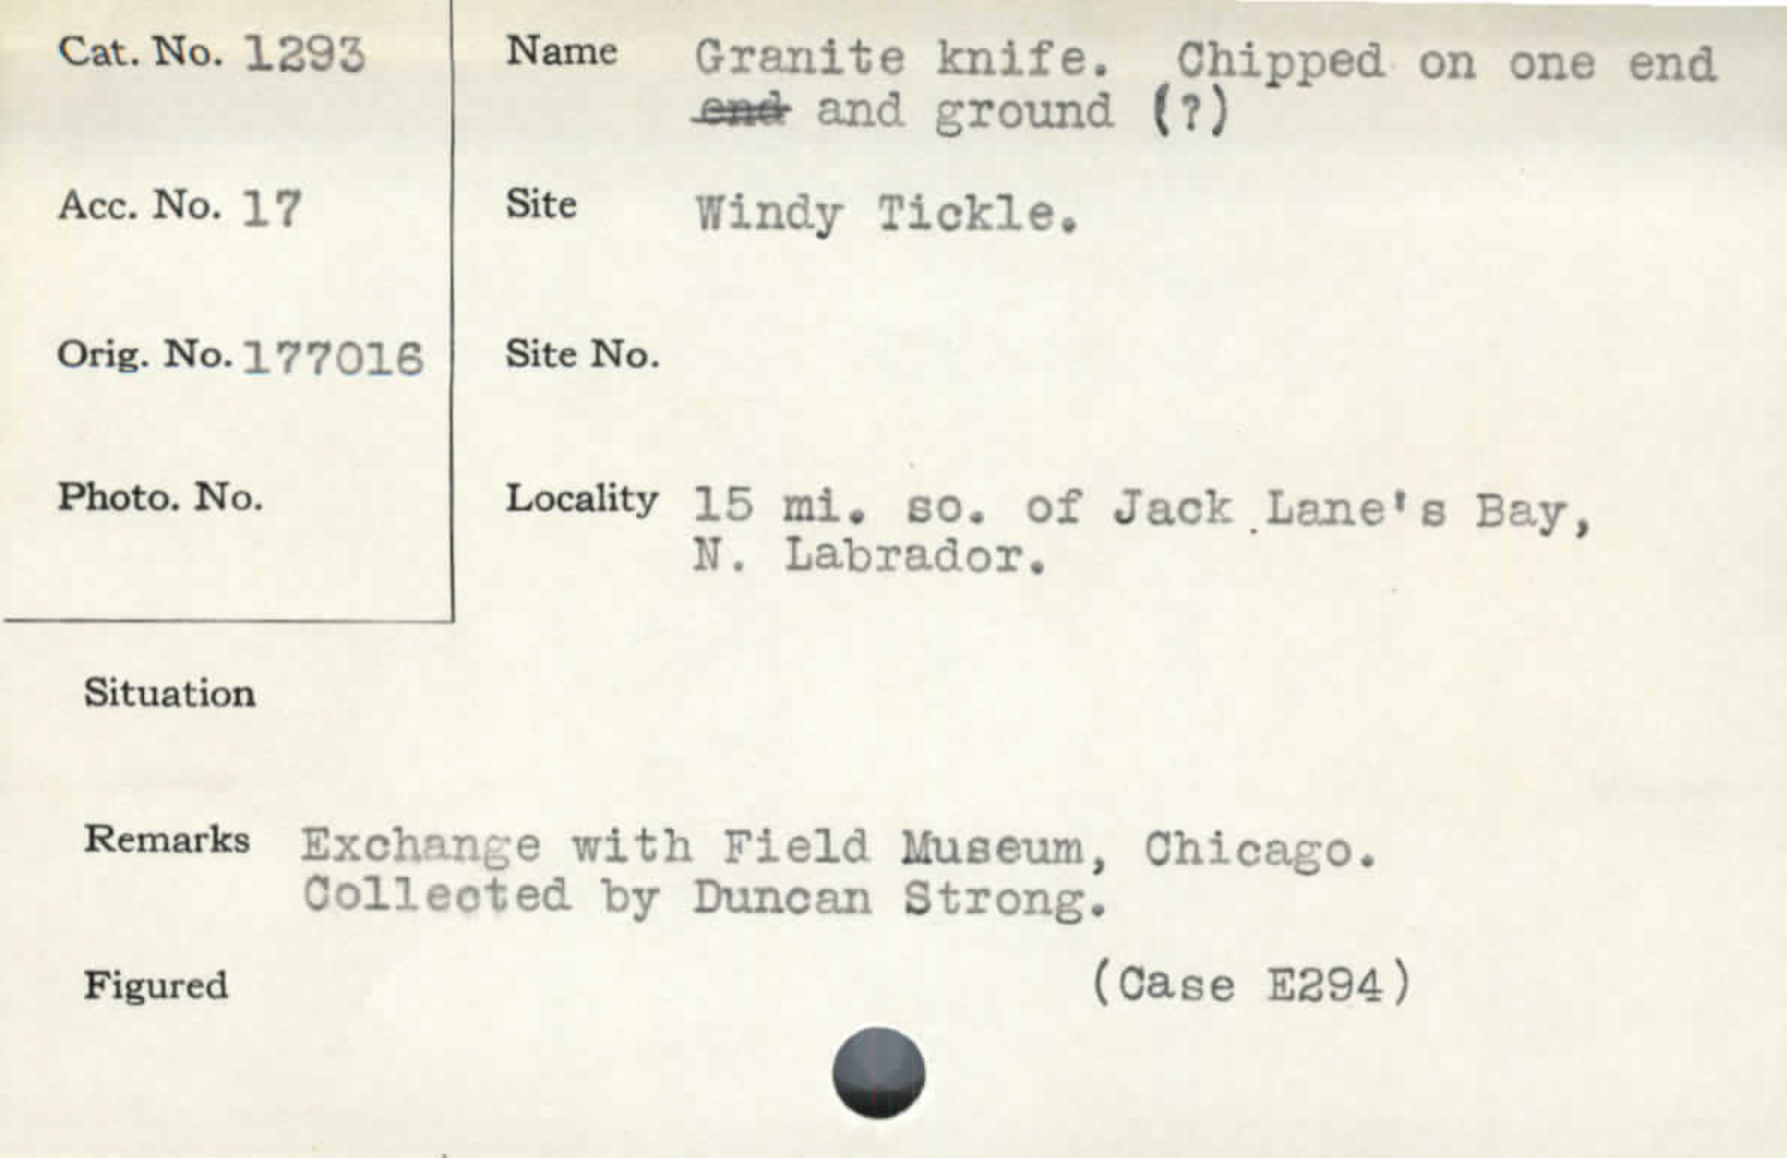 Cat. No. 1293
Name Granite knife. Chipped on one end
end and ground (?)
Acc. No. 17
Site Windy Tickle.
Orig. No. 177016
Site No.
Photo. No.
Locality 15 mi. so. of Jack Lane's Bay,
N. Labrador.
Situation
Remarks Exchange with Field Museum, Chicago.
Collected by Duncan Strong.
Figured
(Case E294)